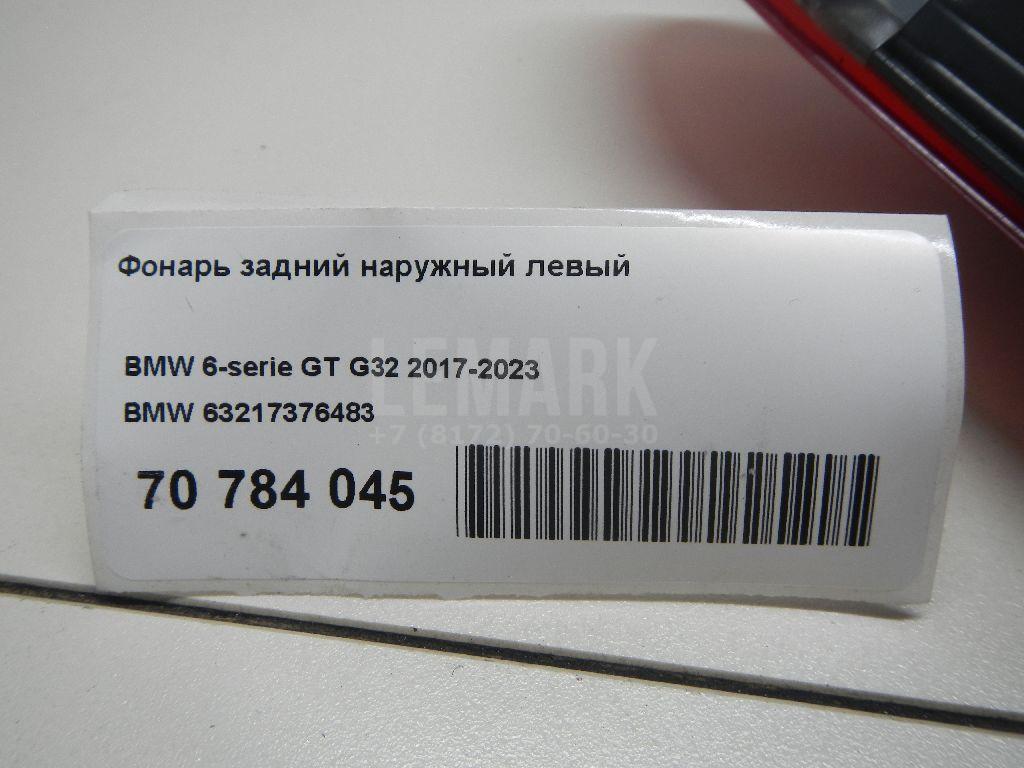 Фонарь задний наружный левый
BMW 6-serie GT G32 2017-2023
LEMARK
BMW 63217376483
+7 (8172) 70-60-30
70 784 045